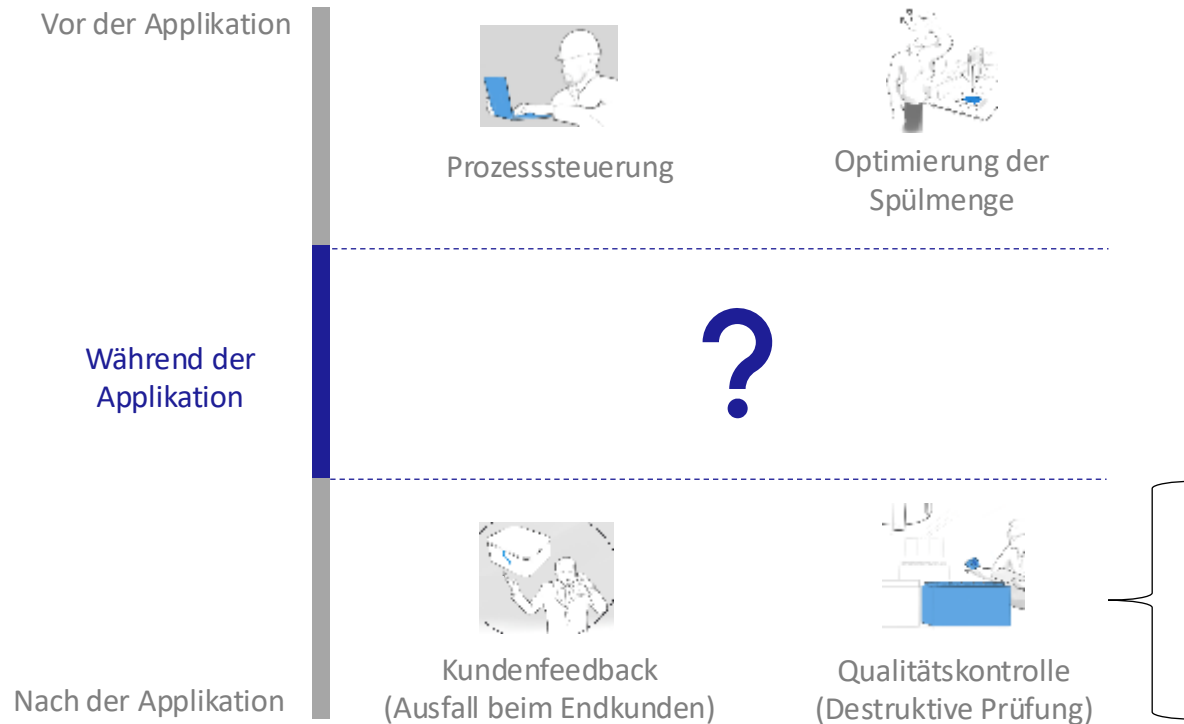 Vor der Applikation
Prozesssteuerung
Optimierung der
Spülmenge
Während der
Applikation
?
Kundenfeedback
(Ausfall beim Endkunden)
Qualitätskontrolle
(Destruktive Prüfung)
Nach der Applikation